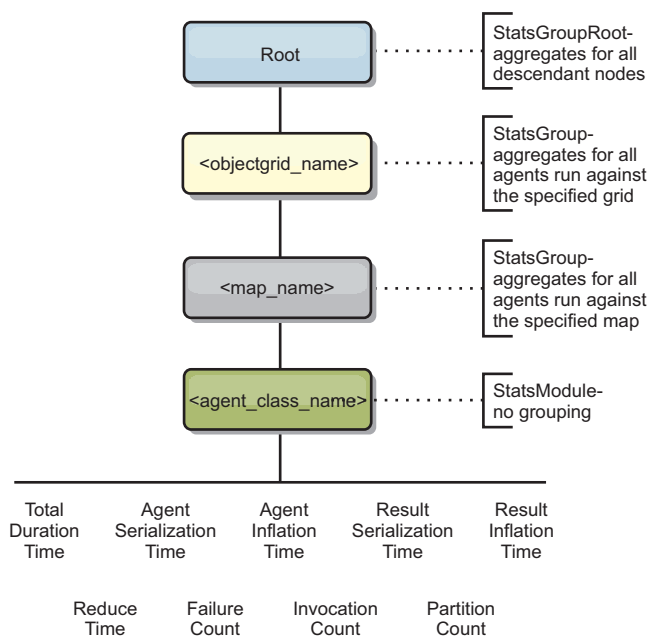 Root
StatsGroupRoot-
aggregates for all
descendant nodes
<objectgrid_name>
StatsGroup-
aggregates for all
agents run against
the specified grid
<map_name>
StatsGroup-
aggregates for all
agents run against
the specified map
<agent_class_name>
StatsModule-
no grouping
Total
Duration
Time
Agent
Serialization
Time
Agent
Inflation
Time
Result
Serialization
Time
Result
Inflation
Time
Reduce
Time
Failure
Count
Invocation
Count
Partition
Count